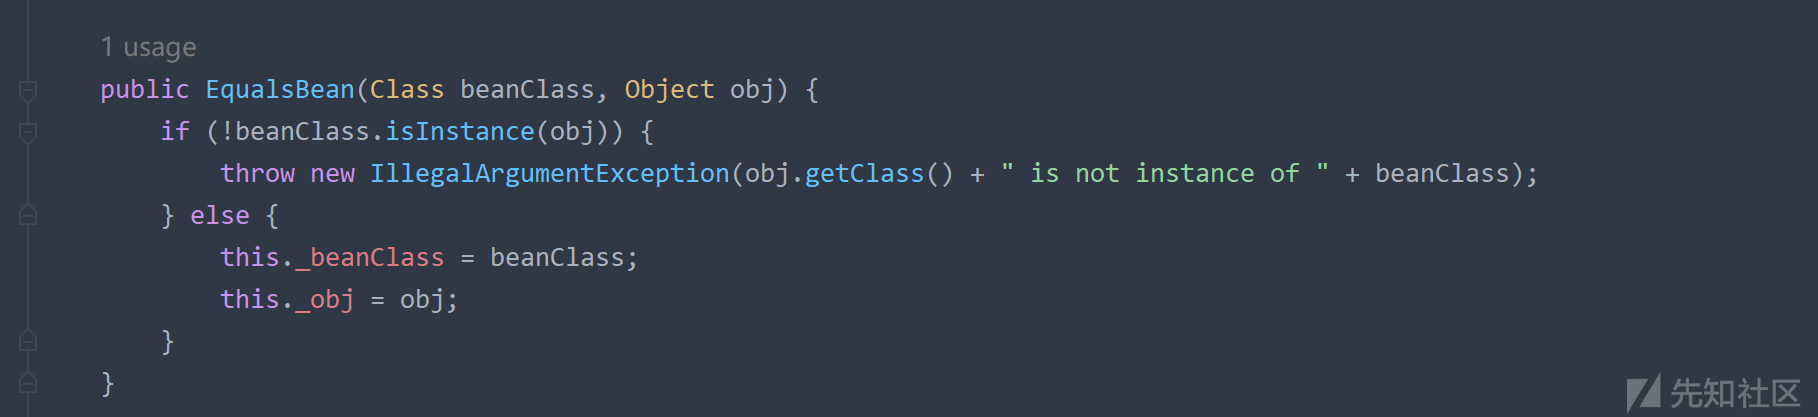 1 usage
public EqualsBean(Class beanClass, Object obj) {
    if (!beanClass.isInstance(obj)) {
        throw new IllegalArgumentException(obj.getClass() + " is not instance of " + beanClass);
    } else {
        this._beanClass = beanClass;
        this._obj = obj;
    }
}
先知社区